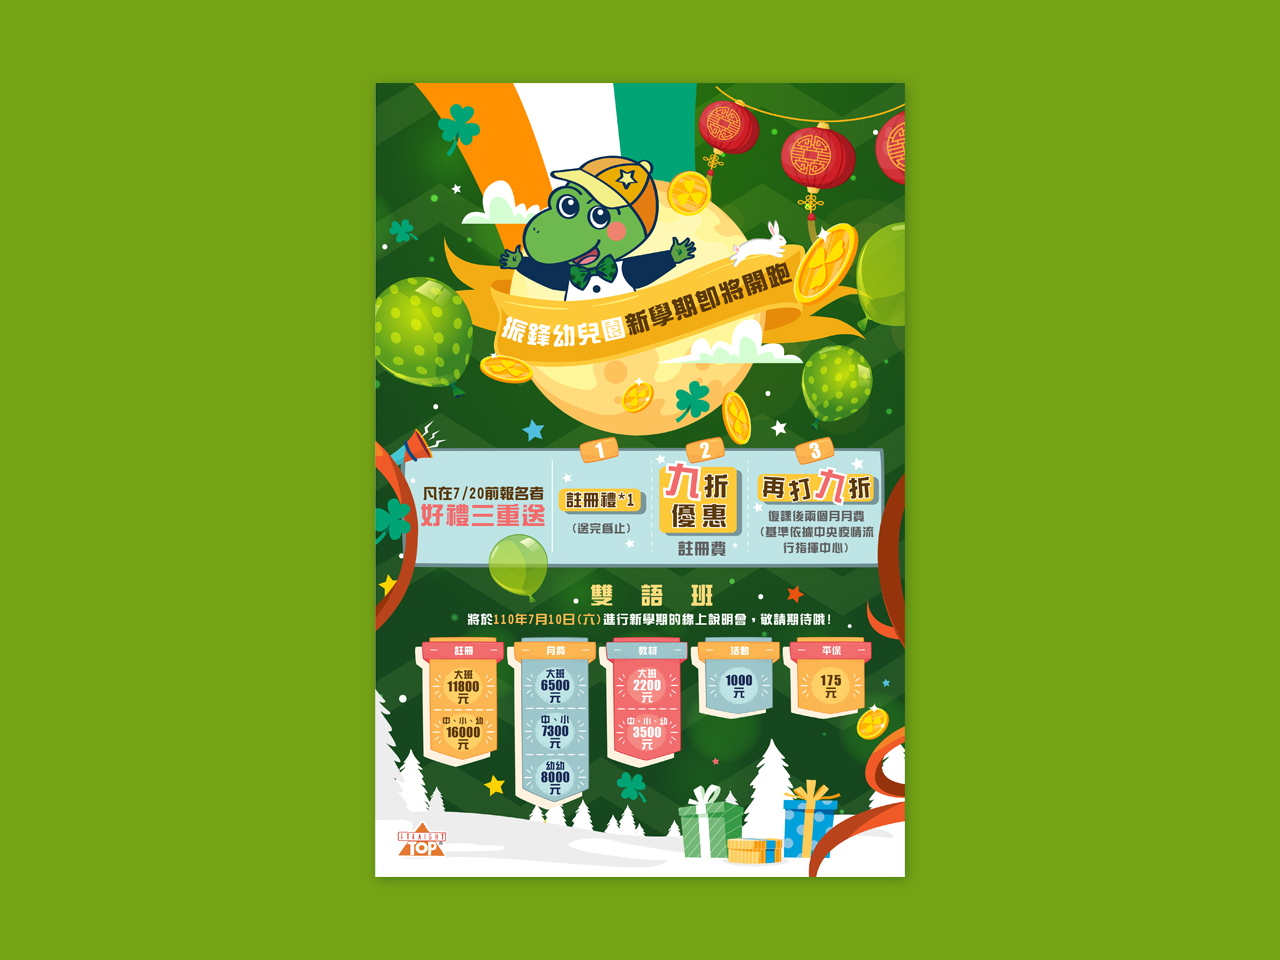 振鋒幼兒園新學期即將開跑
1
2
3
凡在7/20前報名者
好禮三重送
註冊禮*1
(送完為止)
九折
優惠
註冊費
再打九折
復課後兩個月月費
(基準依據中央疫情流
行指揮中心)
雙語班
將於110年7月10日(六)進行新學期的線上說明會,敬請期待哦!
註冊
大班
11800
元
中、小、幼
16000
元
月費
大班
6500
元
中、小
7300
元
幼幼
8000
元
教材
大班
2200
元
中、小、幼
3500
元
活動
1000
元
平保
175
元
STRAIGHT
TOP